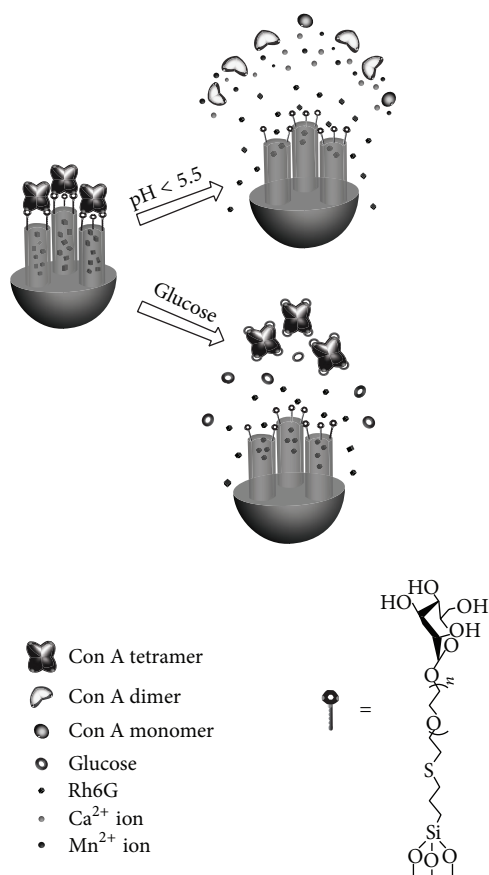 pH < 5.5
Glucose
Con A tetramer
Con A dimer
Con A monomer
Glucose
Rh6G
Ca²⁺ ion
Mn²⁺ ion
=
HO
HO
OH
OH
O
O
n
O
S
Si
O O O